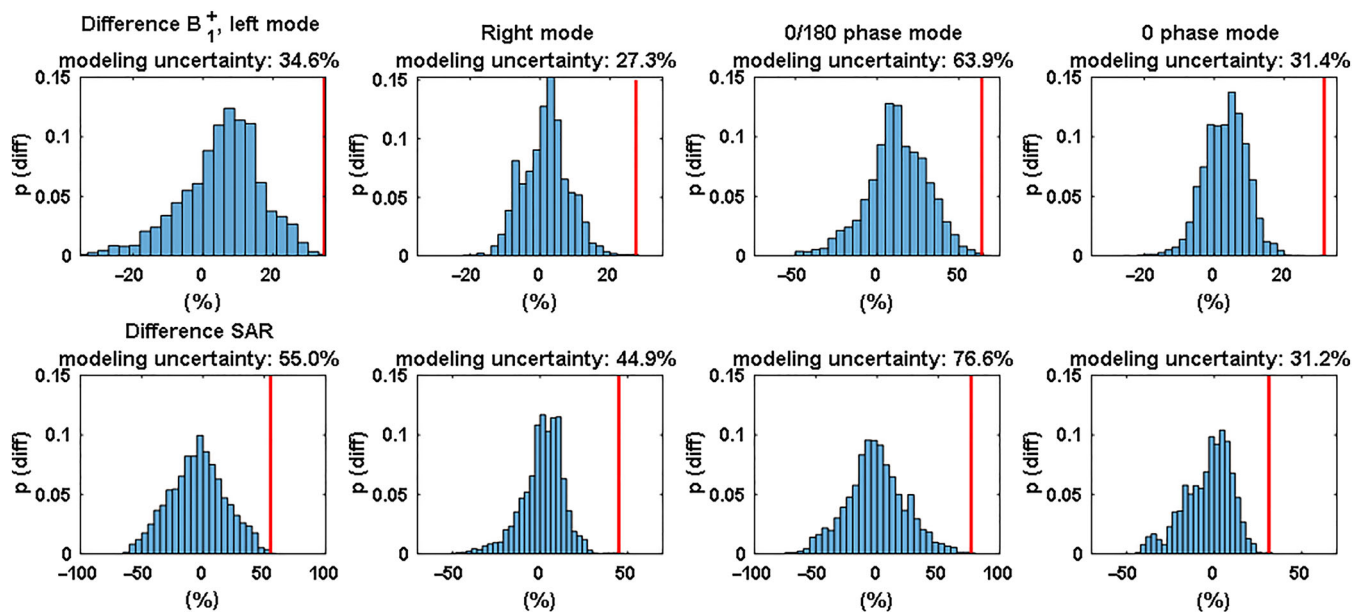 Difference B1+, left mode
modeling uncertainty: 34.6%
0.15
0.1
0.05
0
p (diff)
−20 0 20
(%)
Right mode
modeling uncertainty: 27.3%
0.15
0.1
0.05
0
p (diff)
−20 0 20
(%)
0/180 phase mode
modeling uncertainty: 63.9%
0.15
0.1
0.05
0
p (diff)
−50 0 50
(%)
0 phase mode
modeling uncertainty: 31.4%
0.15
0.1
0.05
0
p (diff)
−20 0 20
(%)
Difference SAR
modeling uncertainty: 55.0%
0.15
0.1
0.05
0
p (diff)
−100 −50 0 50 100
(%)
modeling uncertainty: 44.9%
0.15
0.1
0.05
0
p (diff)
−50 0 50
(%)
modeling uncertainty: 76.6%
0.15
0.1
0.05
0
p (diff)
−100 −50 0 50 100
(%)
modeling uncertainty: 31.2%
0.15
0.1
0.05
0
p (diff)
−50 0 50
(%)